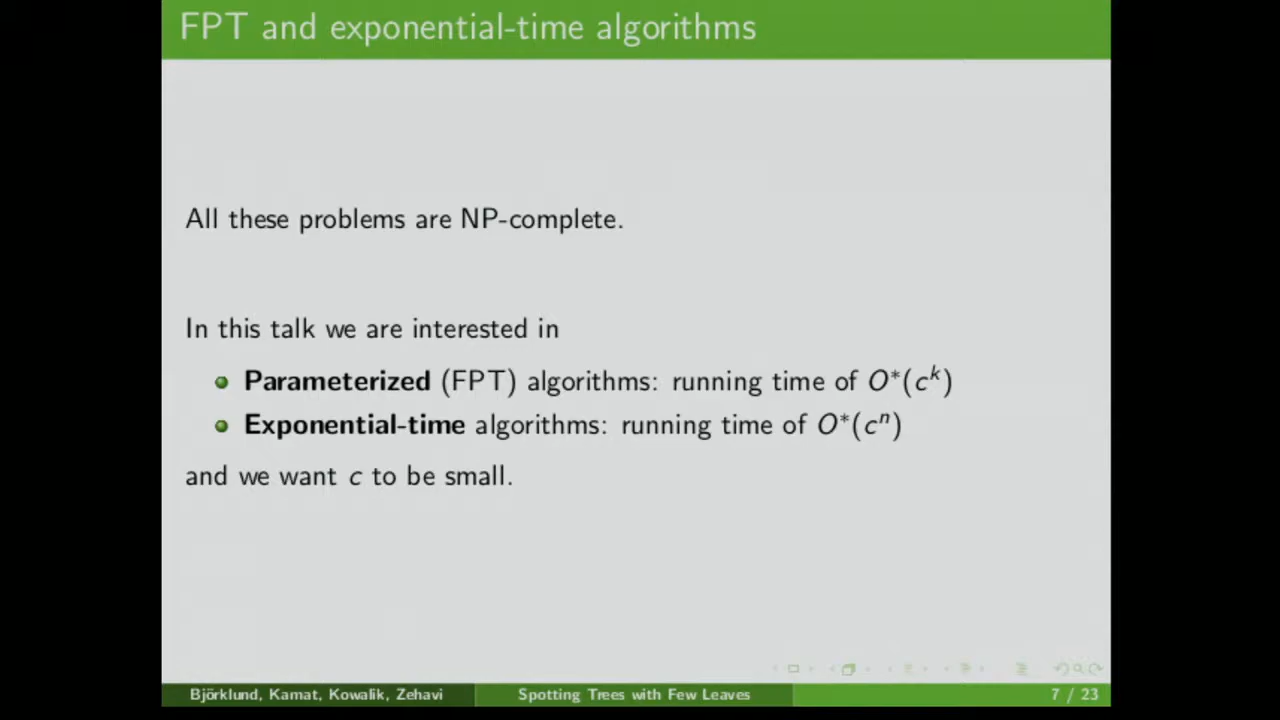 FPT and exponential-time algorithms
All these problems are NP-complete.
In this talk we are interested in
Parameterized (FPT) algorithms: running time of O*(c^k)
Exponential-time algorithms: running time of O*(c^n)
and we want c to be small.
Björklund, Kamat, Kowalik, Zehavi
Spotting Trees with Few Leaves
7 / 23